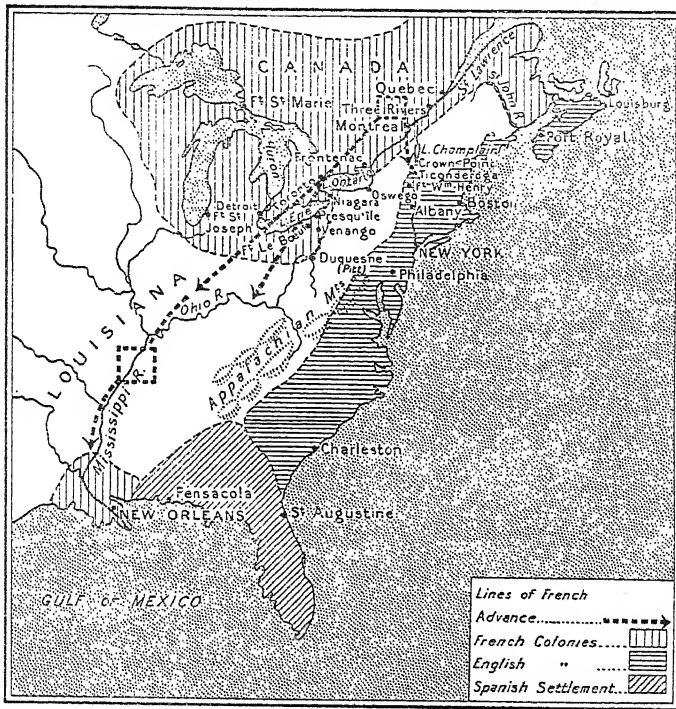 CANADA
Quebec
St Lawrence
St John R.
Louisburg
Ft St Marie
Three Rivers
Montreal
Port Royal
L. Champlain
Huron
Frontenac
Crown Point
Ticonderoga
Ontario
Ft Wm Henry
Toronto
Oswego
Boston
Detroit
L. Erie
Niagara
Albany
Ft St
Joseph
Presqu'ile
Ft Le Boeuf
Venango
NEW YORK
Duquesne
(Pitt)
Philadelphia
LOUISIANA
Ohio R.
Appalachian Mts
Mississippi R.
Charleston
Pensacola
NEW ORLEANS
St Augustine
GULF OF MEXICO
Lines of French
Advance
French Colonies
English "
Spanish Settlement